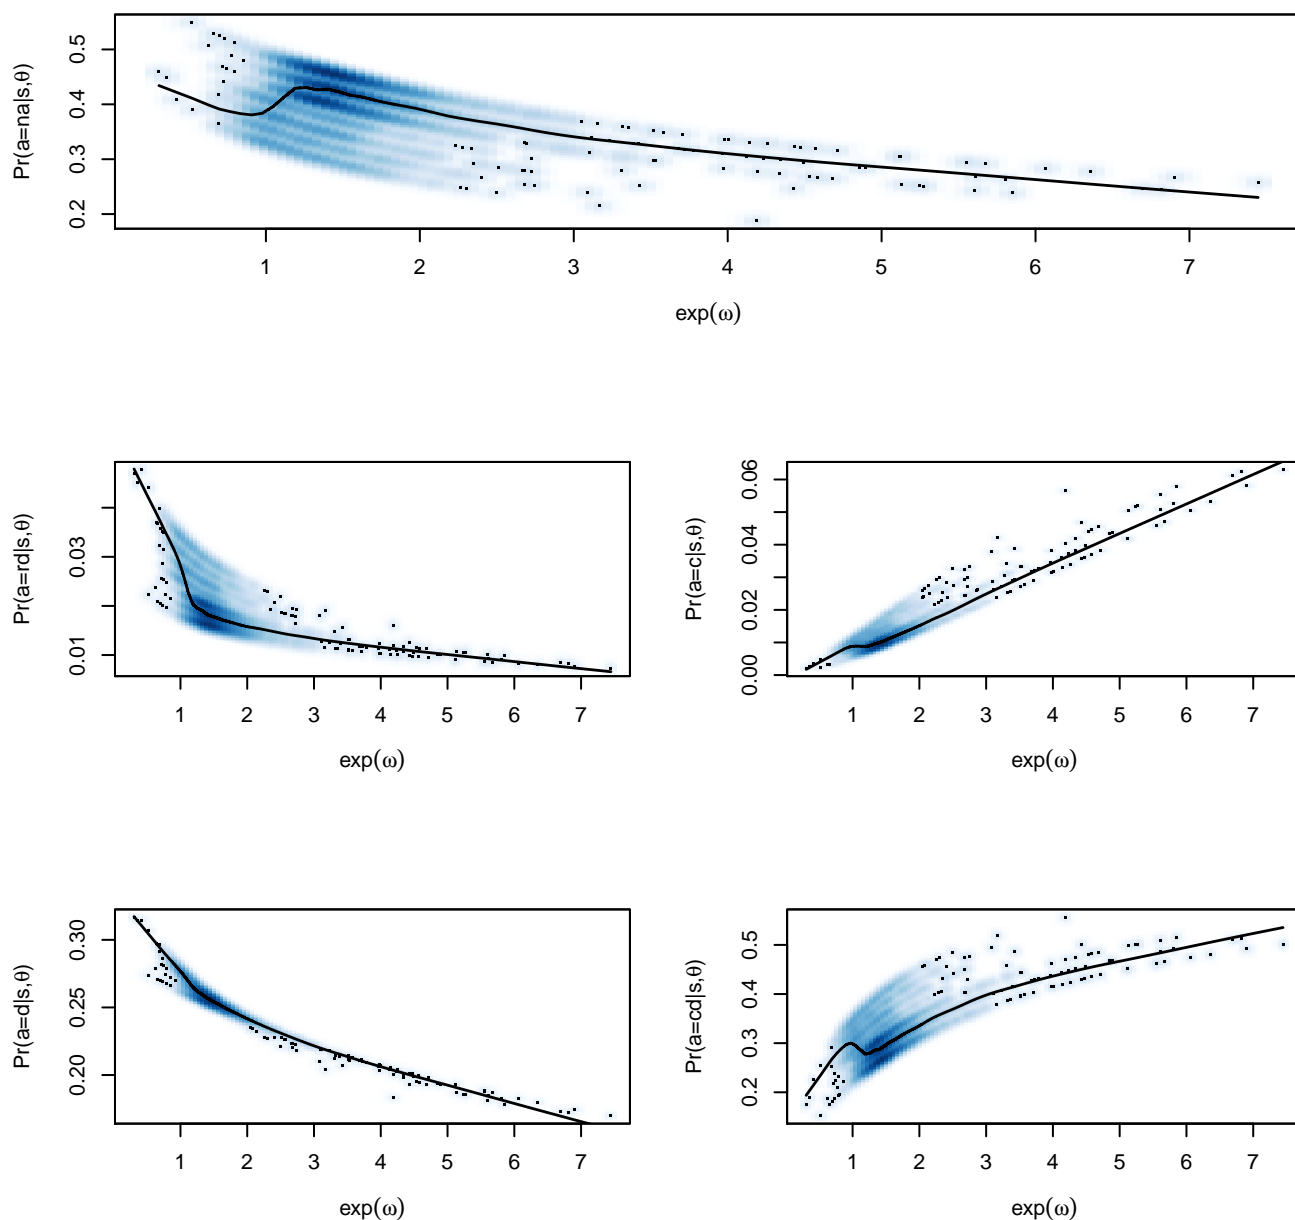 Pr(a=na|s,θ)
0.5
0.4
0.3
0.2
1 2 3 4 5 6 7
exp(ω)
Pr(a=rd|s,θ)
0.03
0.01
1 2 3 4 5 6 7
exp(ω)
Pr(a=c|s,θ)
0.06
0.04
0.02
0.00
1 2 3 4 5 6 7
exp(ω)
Pr(a=d|s,θ)
0.30
0.25
0.20
1 2 3 4 5 6 7
exp(ω)
Pr(a=cd|s,θ)
0.5
0.4
0.3
0.2
1 2 3 4 5 6 7
exp(ω)